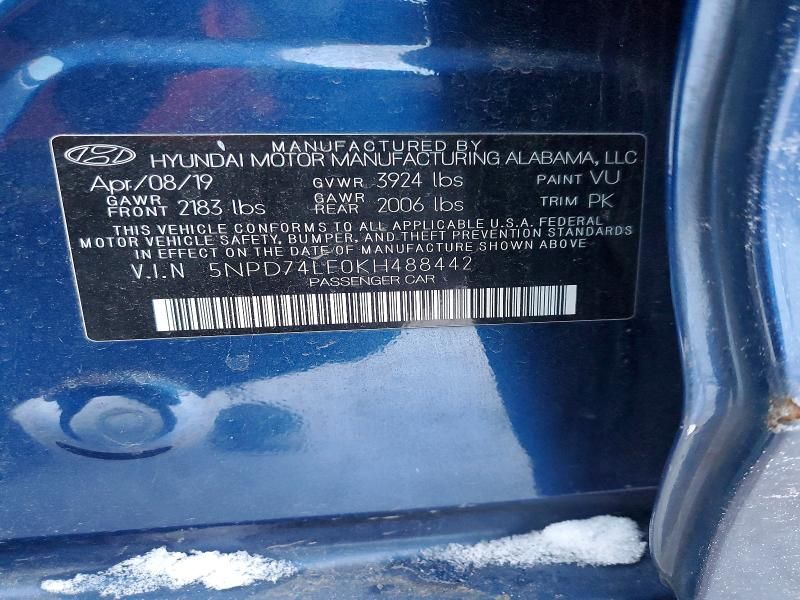 MANUFACTURED BY
HYUNDAI MOTOR MANUFACTURING ALABAMA, LLC
Apr/08/19 GVWR 3924 lbs PAINT VU
GAWR FRONT 2183 lbs GAWR REAR 2006 lbs TRIM PK
THIS VEHICLE CONFORMS TO ALL APPLICABLE U.S.A. FEDERAL
MOTOR VEHICLE SAFETY, BUMPER, AND THEFT PREVENTION STANDARDS
IN EFFECT ON THE DATE OF MANUFACTURE SHOWN ABOVE
V.I.N 5NPD74LF0KH488442
PASSENGER CAR